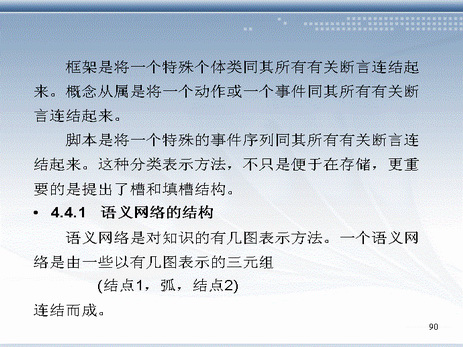 框架是将一个特殊个体类同其所有有关断言连结起
来。概念从属是将一个动作或一个事件同其所有有关断
言连结起来。
脚本是将一个特殊的事件序列同其所有有关断言连
结起来。这种分类表示方法，不只是便于在存储，更重
要的是提出了槽和填槽结构。
• 4.4.1 语义网络的结构
语义网络是对知识的有几图表示方法。一个语义网
络是由一些以有几图表示的三元组
(结点1，弧，结点2)
连结而成。
90